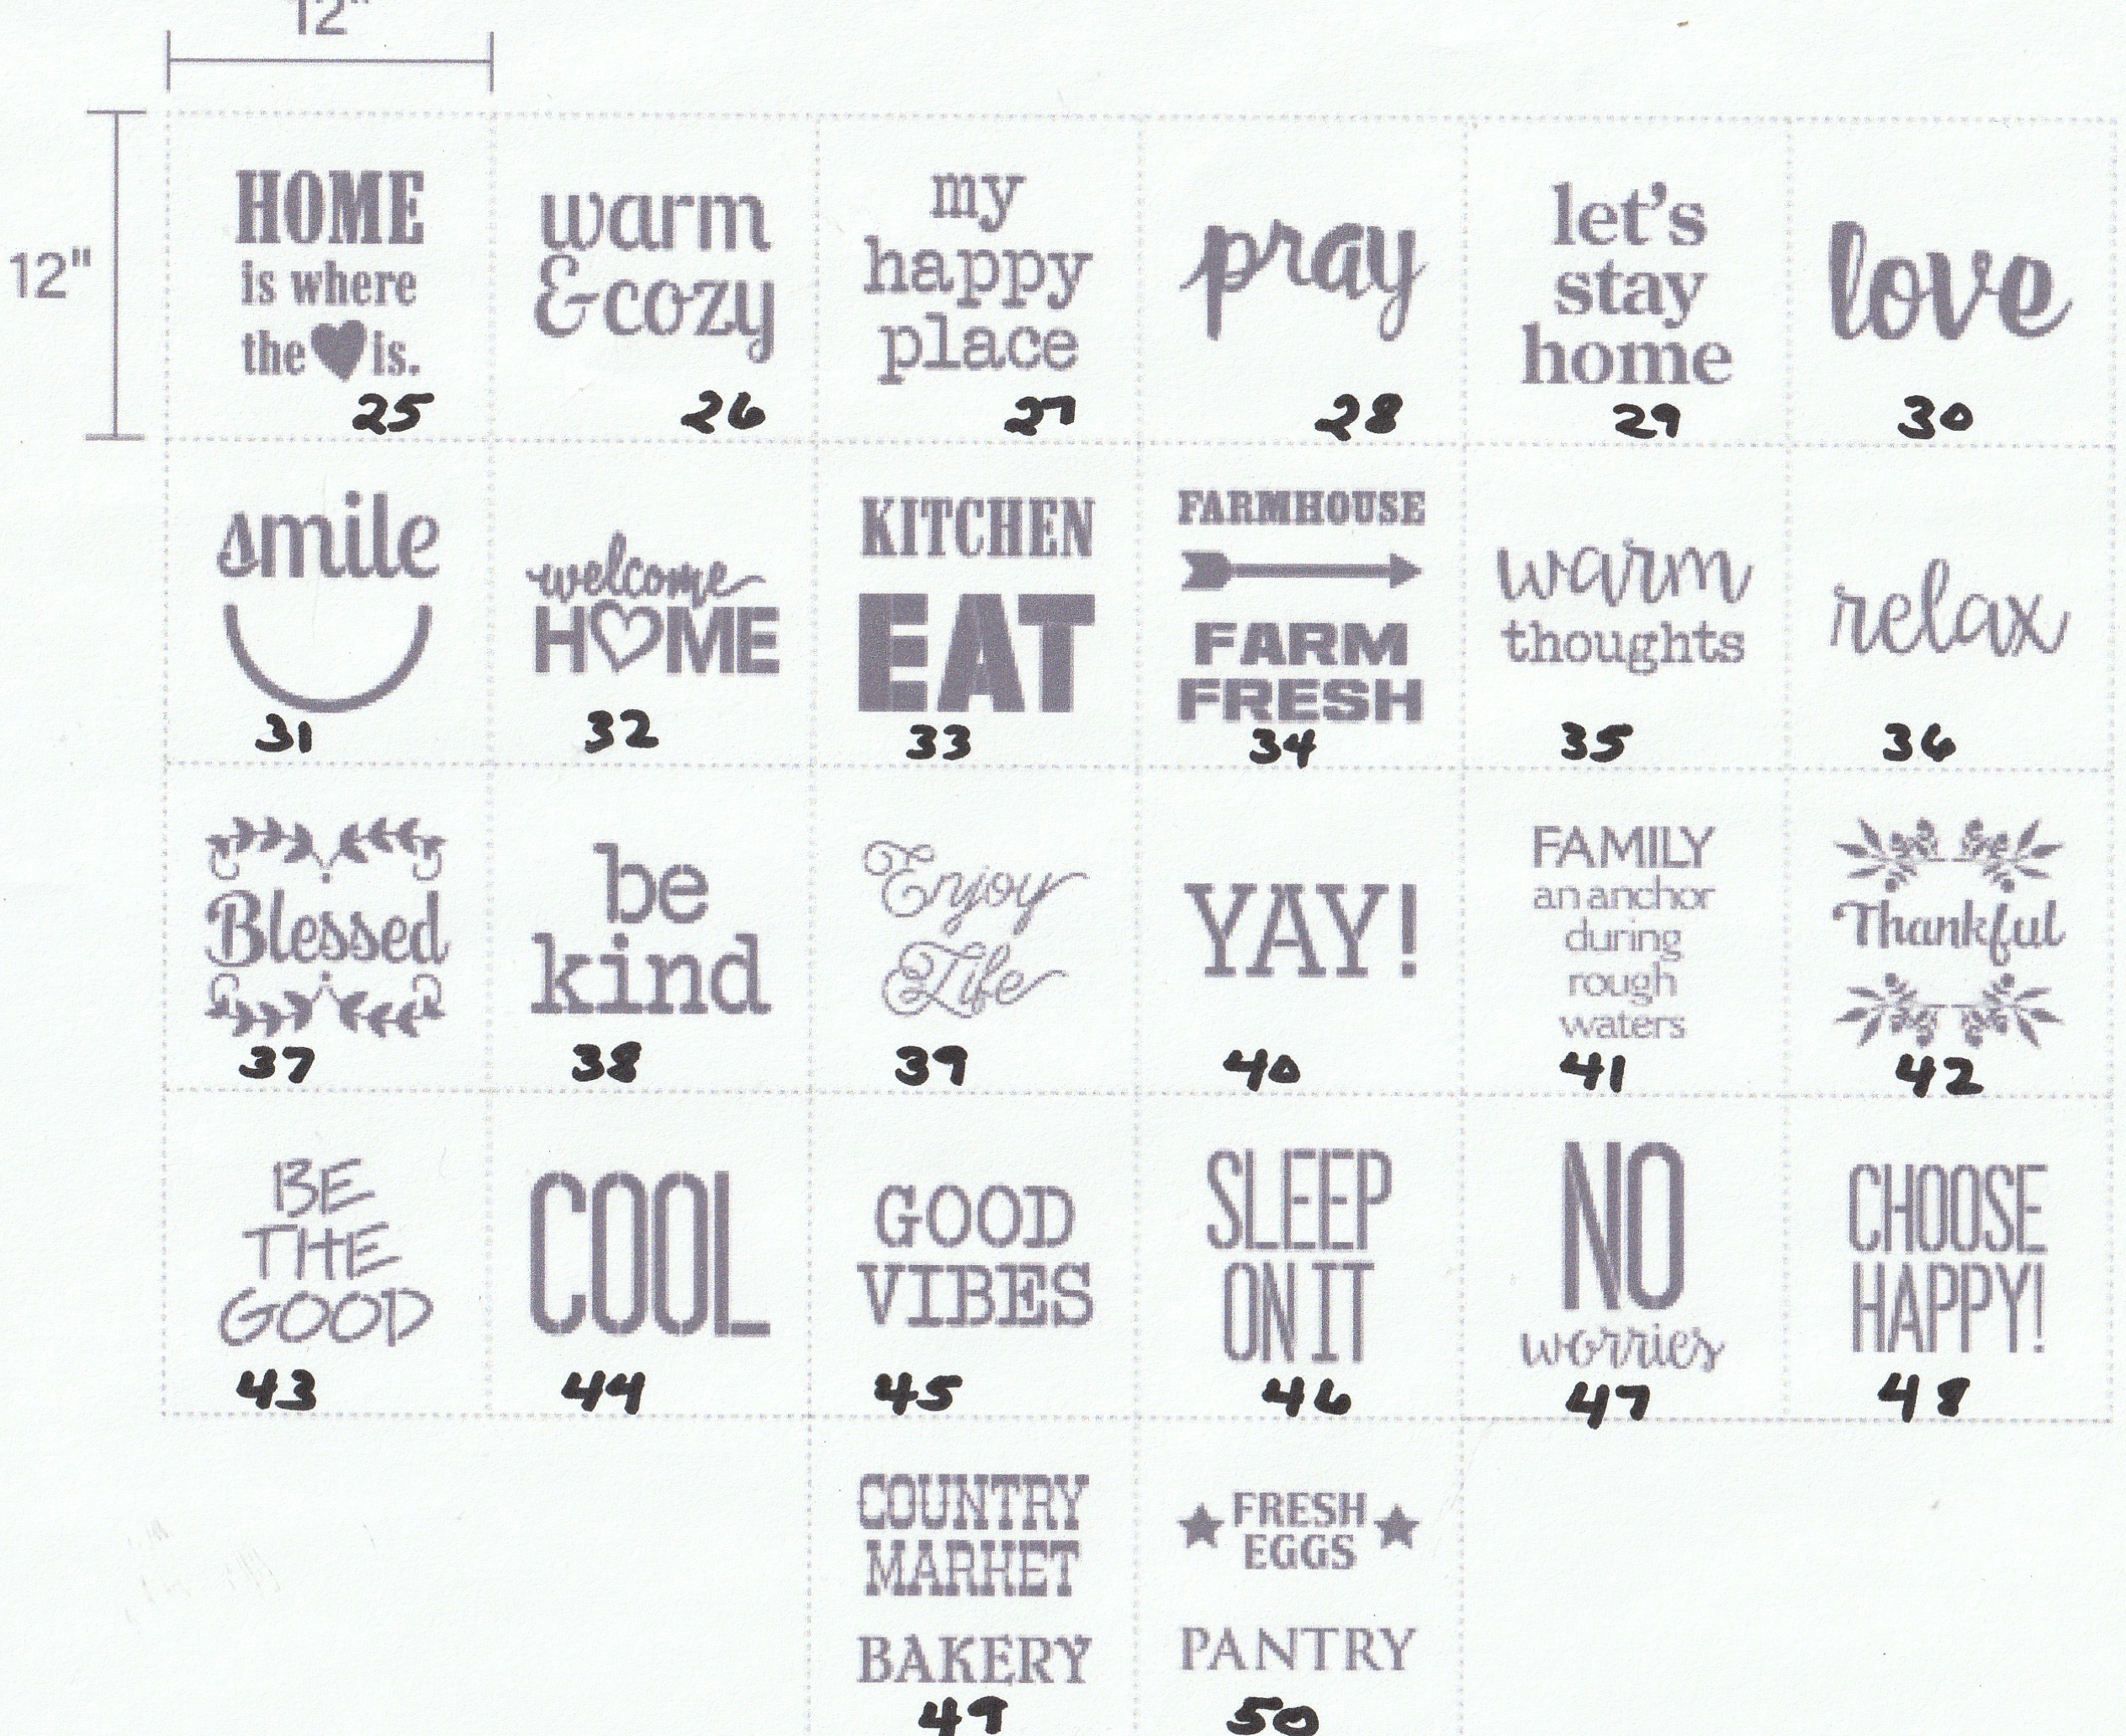 12"
12"
HOME
is where
the ♥ is.
25
warm
&cozy
26
my
happy
place
27
pray
28
let's
stay
home
29
love
30
smile
31
welcome
H♡ME
32
KITCHEN
EAT
33
FARMHOUSE
FARM
FRESH
34
warm
thoughts
35
relax
36
Blessed
37
be
kind
38
Enjoy
Life
39
YAY!
40
FAMILY
an anchor
during
rough
waters
41
Thankful
42
BE
THE
GOOD
43
COOL
44
GOOD
VIBES
45
SLEEP
ON IT
46
NO
worries
47
CHOOSE
HAPPY!
48
COUNTRY
MARKET
BAKERY
49
★ FRESH ★
EGGS
PANTRY
50